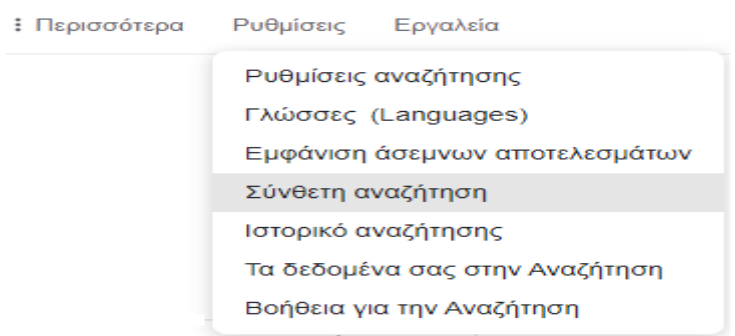 ⋮ Περισσότερα Ρυθμίσεις Εργαλεία
Ρυθμίσεις αναζήτησης
Γλώσσες (Languages)
Εμφάνιση άσεμνων αποτελεσμάτων
Σύνθετη αναζήτηση
Ιστορικό αναζήτησης
Τα δεδομένα σας στην Αναζήτηση
Βοήθεια για την Αναζήτηση